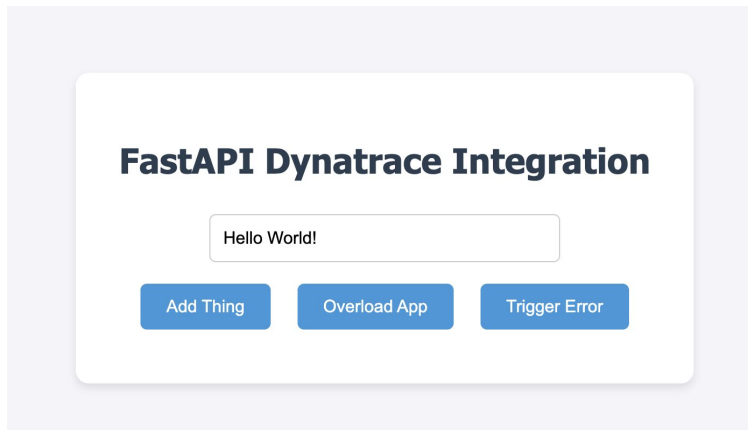 FastAPI Dynatrace Integration
Hello World!
Add Thing Overload App Trigger Error